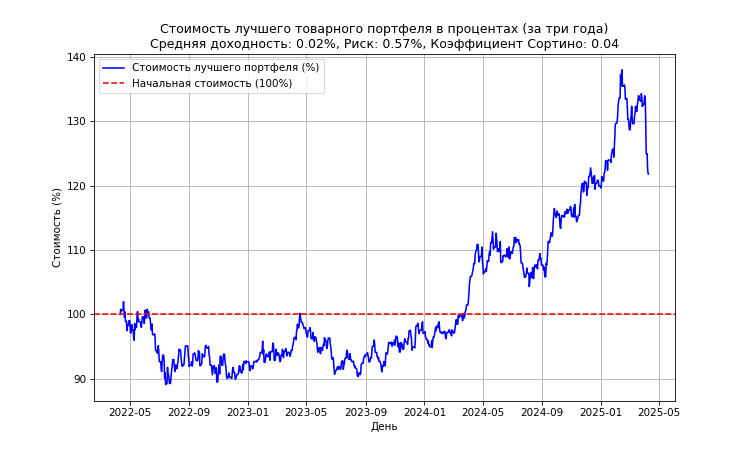 Стоимость лучшего товарного портфеля в процентах (за три года)
Средняя доходность: 0.02%, Риск: 0.57%, Коэффициент Сортино: 0.04
Стоимость лучшего портфеля (%)
Начальная стоимость (100%)
Стоимость (%)
140
130
120
110
100
90
2022-05 2022-09 2023-01 2023-05 2023-09 2024-01 2024-05 2024-09 2025-01 2025-05
День